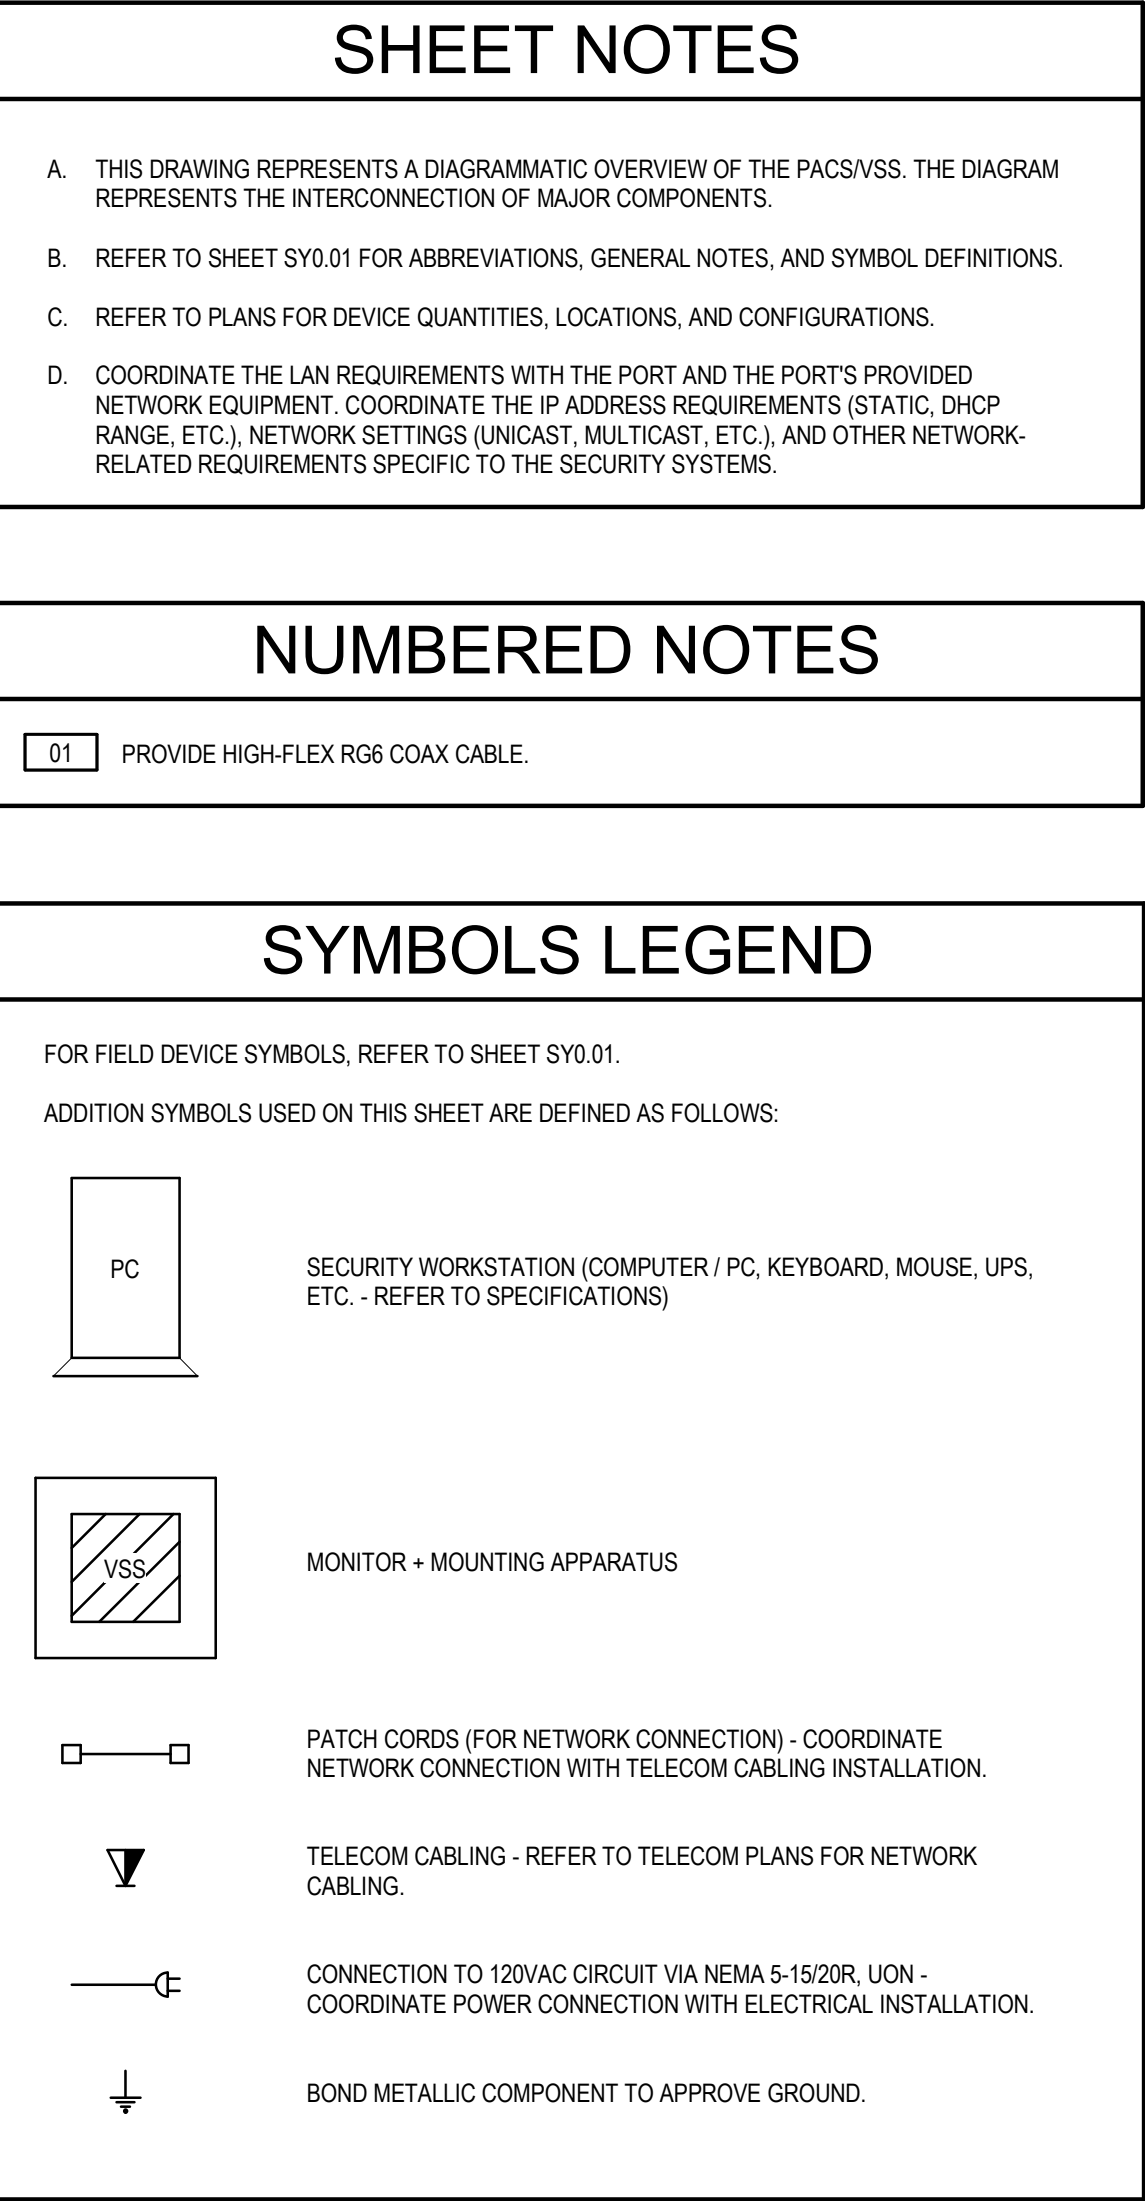 SHEET NOTES
A. THIS DRAWING REPRESENTS A DIAGRAMMATIC OVERVIEW OF THE PACS/VSS. THE DIAGRAM
REPRESENTS THE INTERCONNECTION OF MAJOR COMPONENTS.
B. REFER TO SHEET SY0.01 FOR ABBREVIATIONS, GENERAL NOTES, AND SYMBOL DEFINITIONS.
C. REFER TO PLANS FOR DEVICE QUANTITIES, LOCATIONS, AND CONFIGURATIONS.
D. COORDINATE THE LAN REQUIREMENTS WITH THE PORT AND THE PORT'S PROVIDED
NETWORK EQUIPMENT. COORDINATE THE IP ADDRESS REQUIREMENTS (STATIC, DHCP
RANGE, ETC.), NETWORK SETTINGS (UNICAST, MULTICAST, ETC.), AND OTHER NETWORK-
RELATED REQUIREMENTS SPECIFIC TO THE SECURITY SYSTEMS.
NUMBERED NOTES
01 PROVIDE HIGH-FLEX RG6 COAX CABLE.
SYMBOLS LEGEND
FOR FIELD DEVICE SYMBOLS, REFER TO SHEET SY0.01.
ADDITION SYMBOLS USED ON THIS SHEET ARE DEFINED AS FOLLOWS:
PC
SECURITY WORKSTATION (COMPUTER / PC, KEYBOARD, MOUSE, UPS,
ETC. - REFER TO SPECIFICATIONS)
VSS
MONITOR + MOUNTING APPARATUS
PATCH CORDS (FOR NETWORK CONNECTION) - COORDINATE
NETWORK CONNECTION WITH TELECOM CABLING INSTALLATION.
TELECOM CABLING - REFER TO TELECOM PLANS FOR NETWORK
CABLING.
CONNECTION TO 120VAC CIRCUIT VIA NEMA 5-15/20R, UON -
COORDINATE POWER CONNECTION WITH ELECTRICAL INSTALLATION.
BOND METALLIC COMPONENT TO APPROVE GROUND.